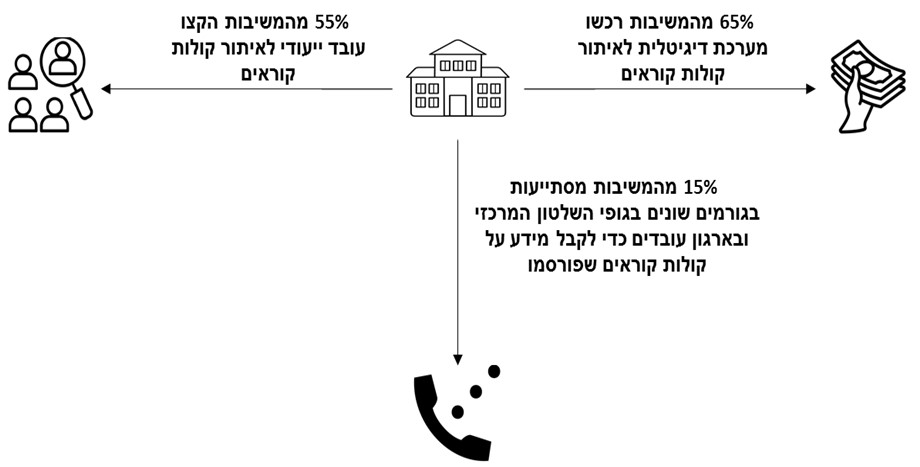 65% מהמשיבות רכשו
מערכת דיגיטלית לאיתור
קולות קוראים
55% מהמשיבות הקצו
עובד ייעודי לאיתור קולות
קוראים
15% מהמשיבות מסתייעות
בגורמים שונים בגופי השלטון המרכזי
ובארגון עובדים כדי לקבל מידע על
קולות קוראים שפורסמו